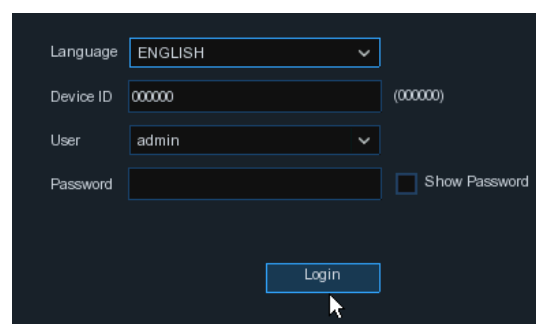 Language ENGLISH
Device ID 000000 (000000)
User admin
Password Show Password
Login